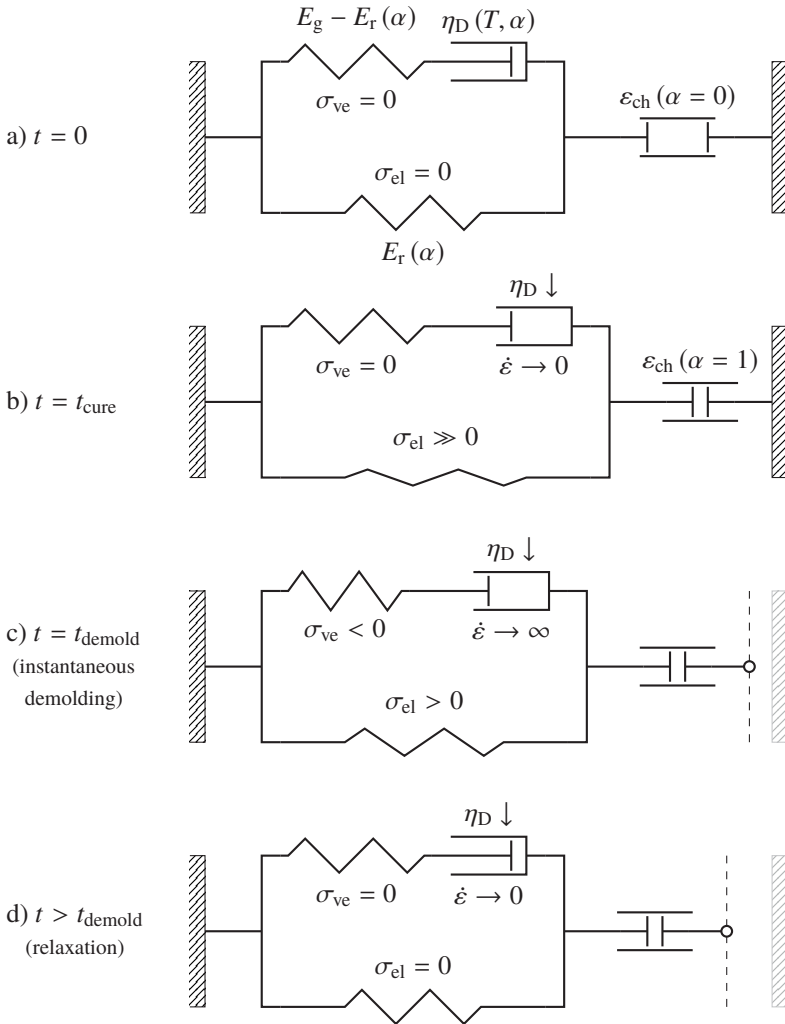 E_g − E_r (α)  η_D (T, α)
σ_ve = 0  ε_ch (α = 0)
a) t = 0
σ_el = 0
E_r (α)
η_D ↓
σ_ve = 0  ε̇ → 0  ε_ch (α = 1)
b) t = t_cure
σ_el ≫ 0
η_D ↓
c) t = t_demold  σ_ve < 0  ε̇ → ∞
(instantaneous
demolding)
σ_el > 0
η_D ↓
σ_ve = 0  ε̇ → 0
d) t > t_demold
(relaxation)
σ_el = 0